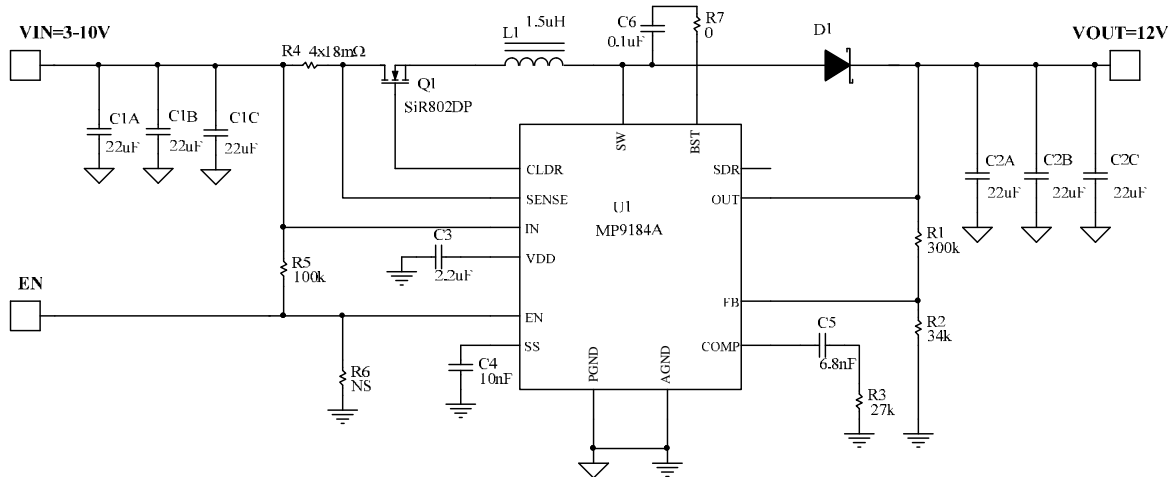 VIN=3-10V
R4 4x18mΩ
L1
1.5uH
C6
0.1uF
R7
0
D1
VOUT=12V
Q1
SiR802DP
C1A
22uF
C1B
22uF
C1C
22uF
SW
BST
CLDR
SENSE
IN
VDD
EN
SS
U1
MP9184A
SDR
OUT
FB
COMP
PGND
AGND
C2A
22uF
C2B
22uF
C2C
22uF
C3
2.2uF
R5
100k
EN
R6
NS
C4
10nF
R1
300k
R2
34k
C5
6.8nF
R3
27k